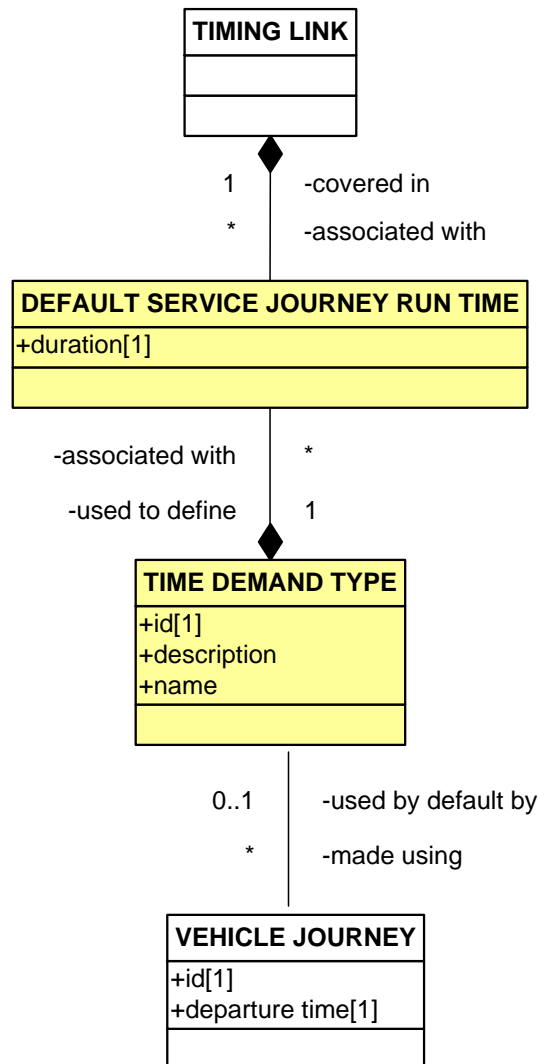 TIMING LINK
1 -covered in
* -associated with
DEFAULT SERVICE JOURNEY RUN TIME
+duration[1]
-associated with *
-used to define 1
TIME DEMAND TYPE
+id[1]
+description
+name
0..1 -used by default by
* -made using
VEHICLE JOURNEY
+id[1]
+departure time[1]